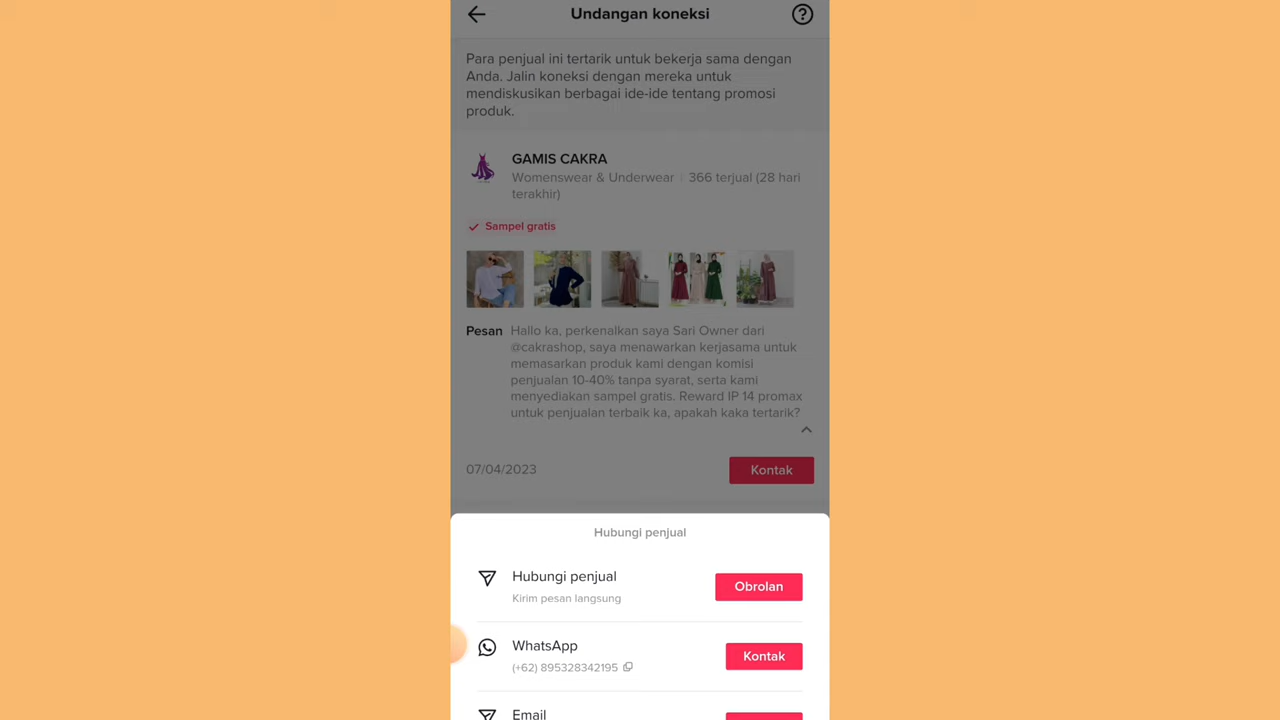 Undangan koneksi
Para penjual ini tertarik untuk bekerja sama dengan
Anda. Jalin koneksi dengan mereka untuk
mendiskusikan berbagai ide-ide tentang promosi
produk.
GAMIS CAKRA
Womenswear & Underwear | 366 terjual (28 hari
terakhir)
Sampel gratis
Pesan Hallo ka, perkenalkan saya Sari Owner dari
@cakrashop, saya menawarkan kerjasama untuk
memasarkan produk kami dengan komisi
penjualan 10-40% tanpa syarat, serta kami
menyediakan sampel gratis. Reward IP 14 promax
untuk penjualan terbaik ka, apakah kaka tertarik?
07/04/2023 Kontak
Hubungi penjual
Hubungi penjual
Kirim pesan langsung
Obrolan
WhatsApp
(+62) 895328342195
Kontak
Email